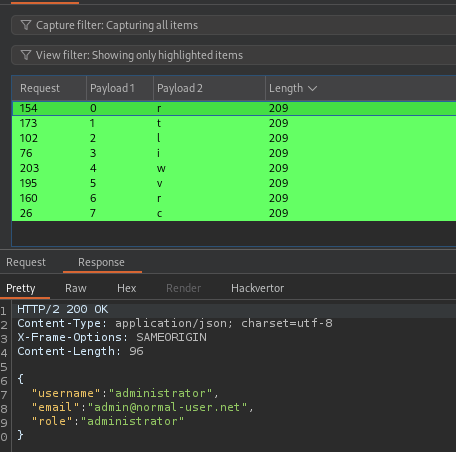 Capture filter: Capturing all items
View filter: Showing only highlighted items
Request Payload 1 Payload 2 Length
154 0 r 209
173 1 t 209
102 2 l 209
76 3 i 209
203 4 w 209
195 5 v 209
160 6 r 209
26 7 c 209
Request Response
Pretty Raw Hex Render Hackvertor
1 HTTP/2 200 OK
2 Content-Type: application/json; charset=utf-8
3 X-Frame-Options: SAMEORIGIN
4 Content-Length: 96
5
6 {
7 "username":"administrator",
8 "email":"admin@normal-user.net",
9 "role":"administrator"
0 }